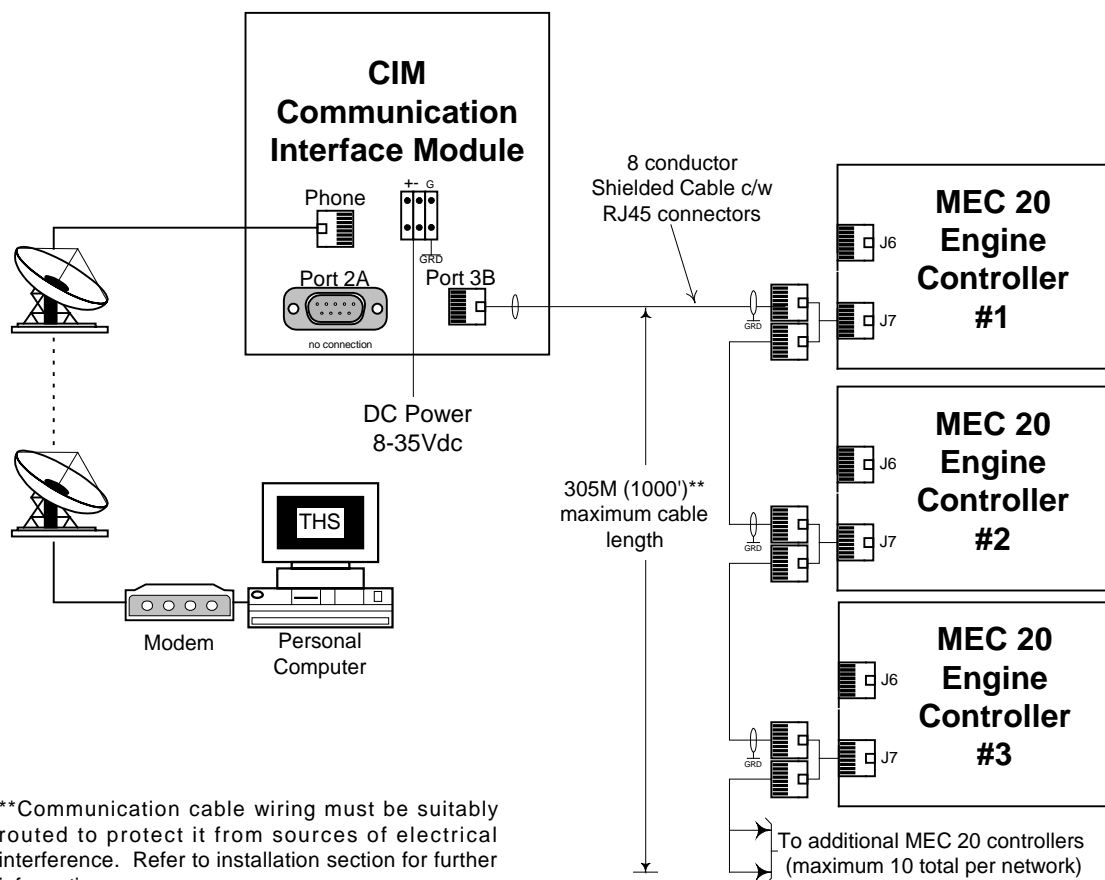 CIM
Communication
Interface Module
Phone
+- G
GRD
Port 2A
no connection
Port 3B
DC Power
8-35Vdc
8 conductor
Shielded Cable c/w
RJ45 connectors
305M (1000')**
maximum cable
length
THS
Modem
Personal
Computer
MEC 20
Engine
Controller
#1
J6
J7
GRD
MEC 20
Engine
Controller
#2
J6
J7
GRD
MEC 20
Engine
Controller
#3
J6
J7
GRD
To additional MEC 20 controllers
(maximum 10 total per network)
**Communication cable wiring must be suitably
routed to protect it from sources of electrical
interference. Refer to installation section for further